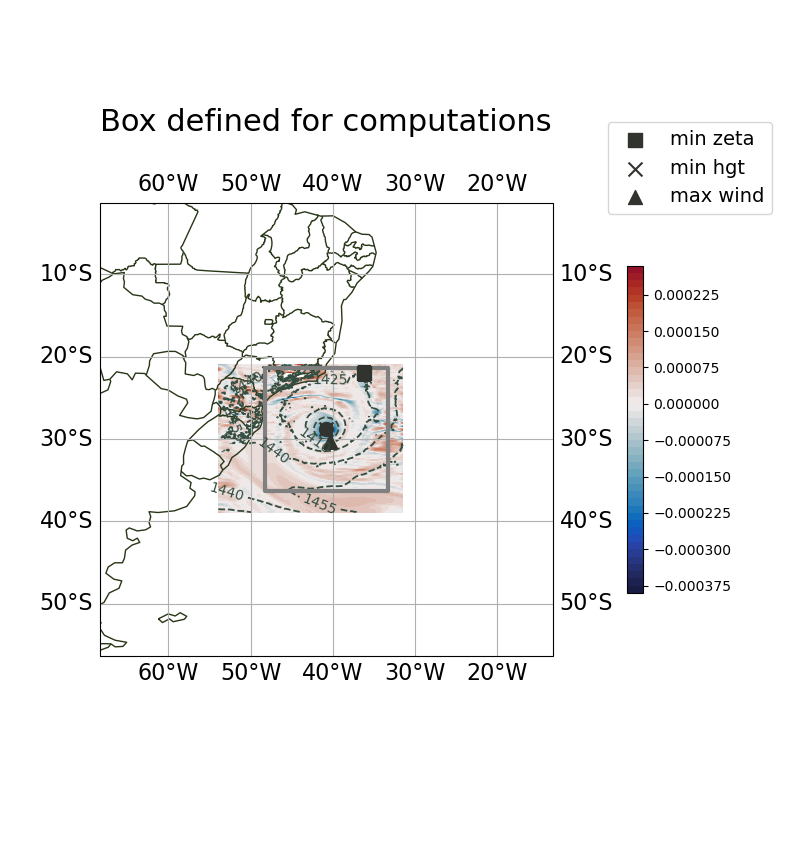 Box defined for computations
min zeta
min hgt
max wind
60°W 50°W 40°W 30°W 20°W
10°S 10°S
20°S 20°S
30°S 30°S
40°S 40°S
50°S 50°S
60°W 50°W 40°W 30°W 20°W
1425
1440
1440
1455
0.000225
0.000150
0.000075
0.000000
−0.000075
−0.000150
−0.000225
−0.000300
−0.000375